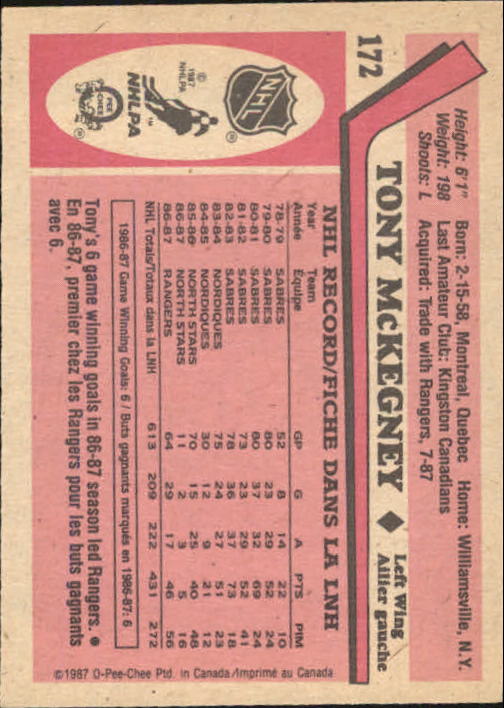 172
Height: 6'1" Born: 2-15-58, Montreal, Quebec Home: Williamsville, N.Y.
Weight: 198 Last Amateur Club: Kingston Canadians
Shoots: L Acquired: Trade with Rangers, 7-87
TONY McKEGNEY ◆ Left Wing
Ailier gauche
NHL RECORD/FICHE DANS LA LNH
Year Team GP G A PTS PIM
Année Équipe
78-79 SABRES 52 8 14 22 10
79-80 SABRES 80 23 29 52 24
80-81 SABRES 80 37 32 69 24
81-82 SABRES 73 23 29 52 41
82-83 SABRES 78 36 37 73 18
83-84 NORDIQUES 75 24 27 51 23
84-85 NORDIQUES 30 12 9 21 12
85-86 NORTH STARS 70 15 25 40 48
86-87 NORTH STARS 11 2 3 5 16
86-87 RANGERS 64 29 17 46 56
NHL Totals/Totaux dans la LNH 613 209 222 431 272
1986-87 Game Winning Goals: 6 / Buts gagnants marqués en 1986-87: 6
Tony's 6 game winning goals in 86-87 season led Rangers. ●
En 86-87, premier chez les Rangers pour les buts gagnants
avec 6.
NHL
®
© 1987
NHLPA
NHLPA
™
O
PEE
CHEE
©1987 O-Pee-Chee Ptd. in Canada/Imprimé au Canada